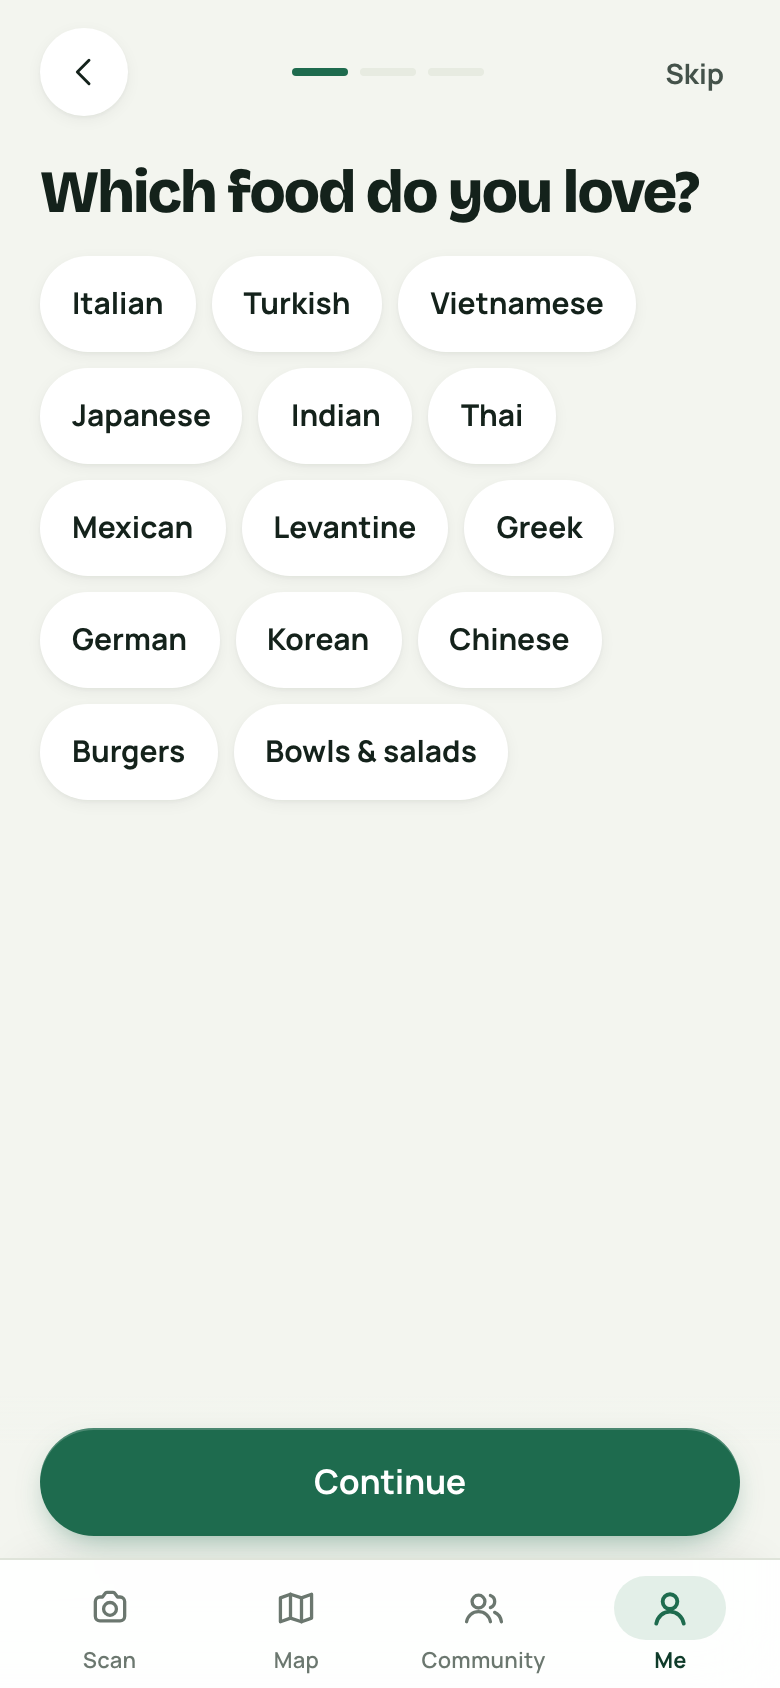 Skip
Which food do you love?
Italian Turkish Vietnamese
Japanese Indian Thai
Mexican Levantine Greek
German Korean Chinese
Burgers Bowls & salads
Continue
Scan Map Community Me